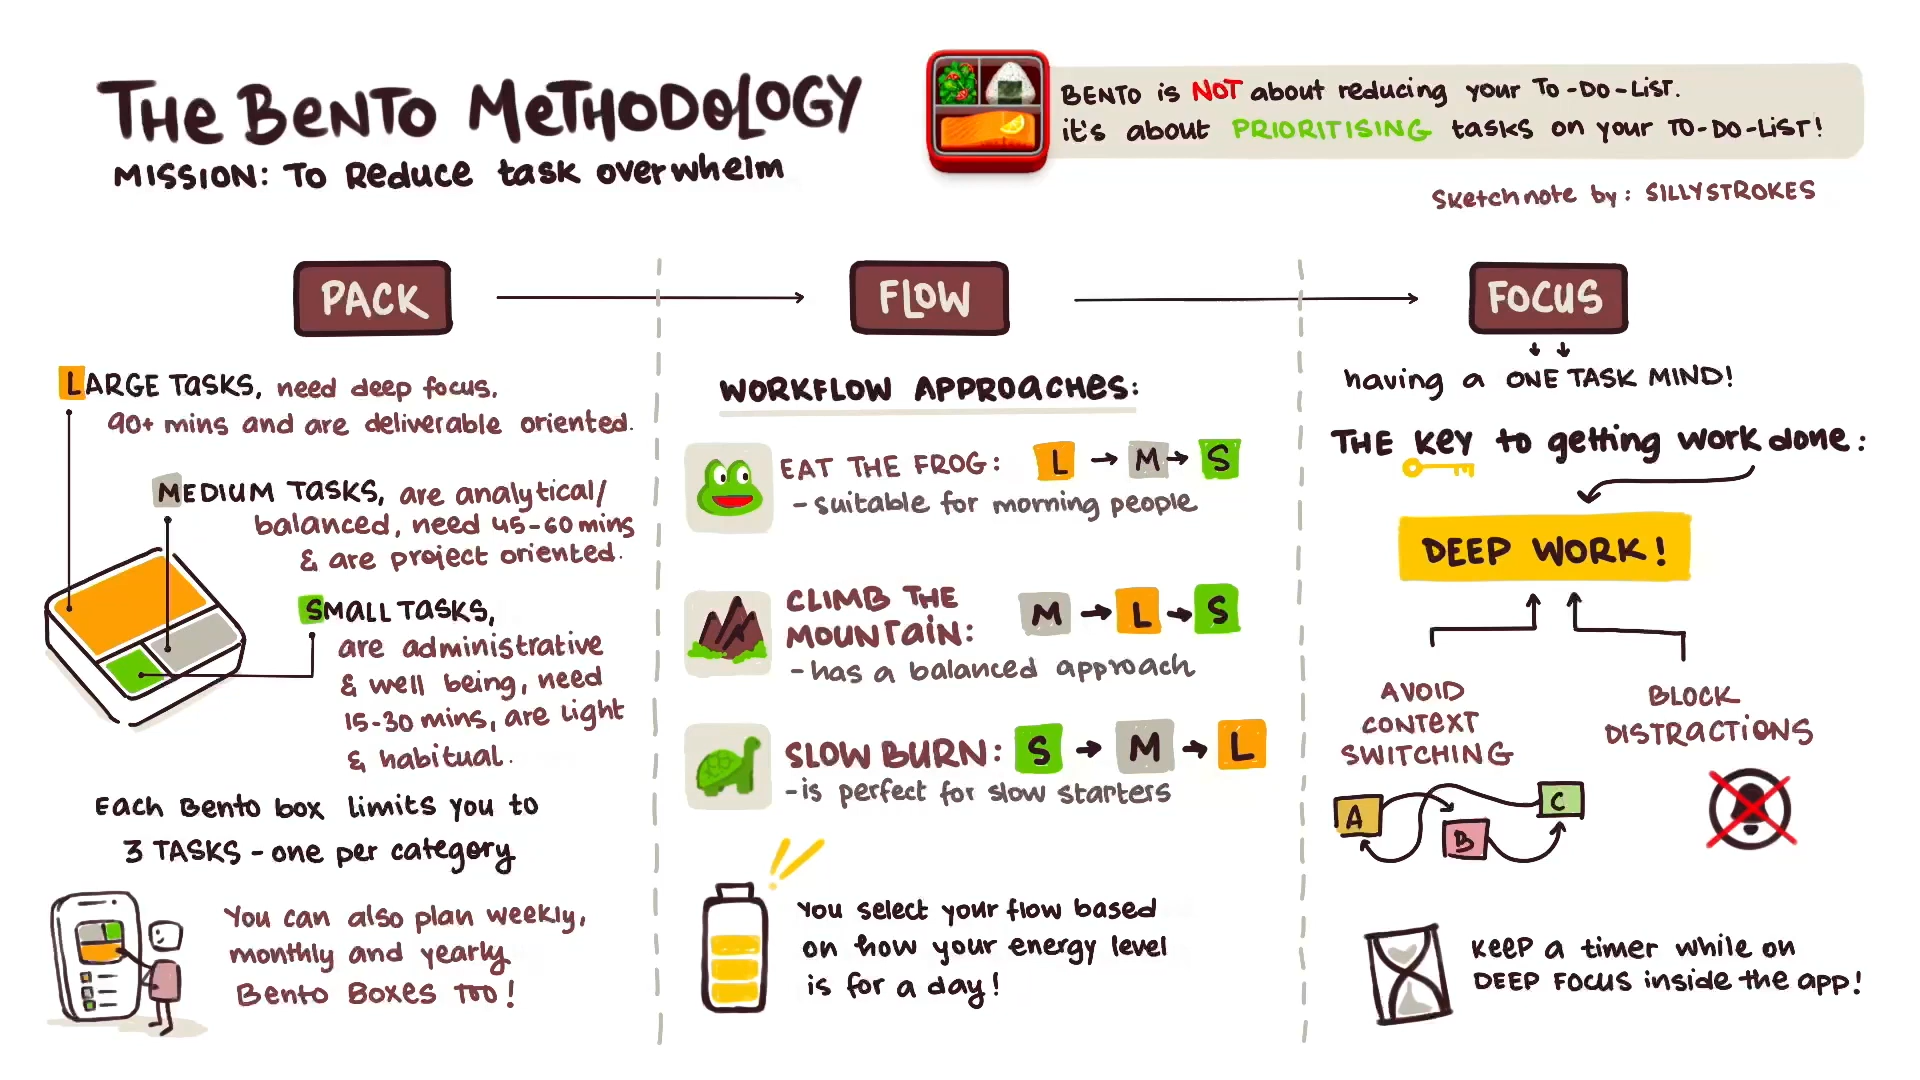 THE BENTO METHODOLOGY
MISSION: TO REDUCE task overwhelm
BENTO is NOT about reducing your TO-DO-LIST.
it's about PRIORITISING tasks on your TO-DO-LIST!
sketchnote by: SILLYSTROKES
PACK
LARGE TASKS, need deep focus.
90+ mins and are deliverable oriented.
MEDIUM TASKS, are analytical/
balanced, need 45-60 mins
& are project oriented.
SMALL TASKS,
are administrative
& well being, need
15-30 mins, are light
& habitual.
Each Bento box limits you to
3 TASKS - one per category
You can also plan weekly,
monthly and yearly
Bento Boxes TOO!
FLOW
WORKFLOW APPROACHES:
EAT THE FROG: L → M → S
- suitable for morning people
CLIMB THE
MOUNTAIN: M → L → S
- has a balanced approach
SLOW BURN: S → M → L
- is perfect for slow starters
You select your flow based
on how your energy level
is for a day!
FOCUS
having a ONE TASK MIND!
THE KEY to getting work done:
DEEP WORK!
AVOID
CONTEXT
SWITCHING
A
B
C
BLOCK
DISTRACTIONS
KEEP a timer while on
DEEP FOCUS inside the app!